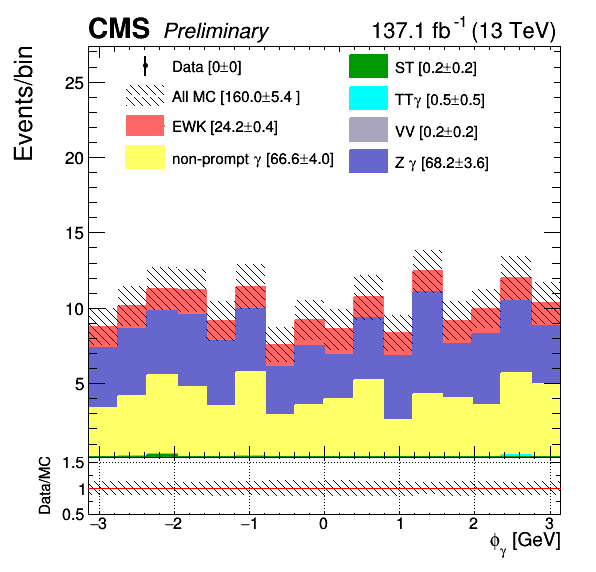 CMS Preliminary 137.1 fb⁻¹ (13 TeV)
Events/bin
Data [0±0]
All MC [160.0±5.4 ]
EWK [24.2±0.4]
non-prompt γ [66.6±4.0]
ST [0.2±0.2]
TTγ [0.5±0.5]
VV [0.2±0.2]
Z γ [68.2±3.6]
25
20
15
10
5
Data/MC
1.5
1
0.5
−3 −2 −1 0 1 2 3
ϕγ [GeV]